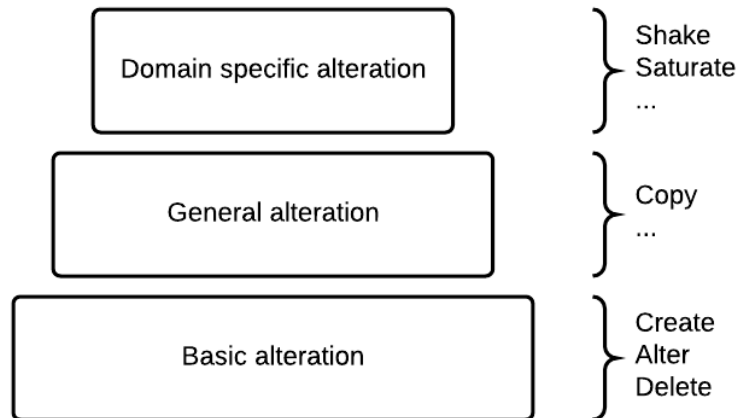 Domain specific alteration
Shake
Saturate
...
General alteration
Copy
...
Basic alteration
Create
Alter
Delete